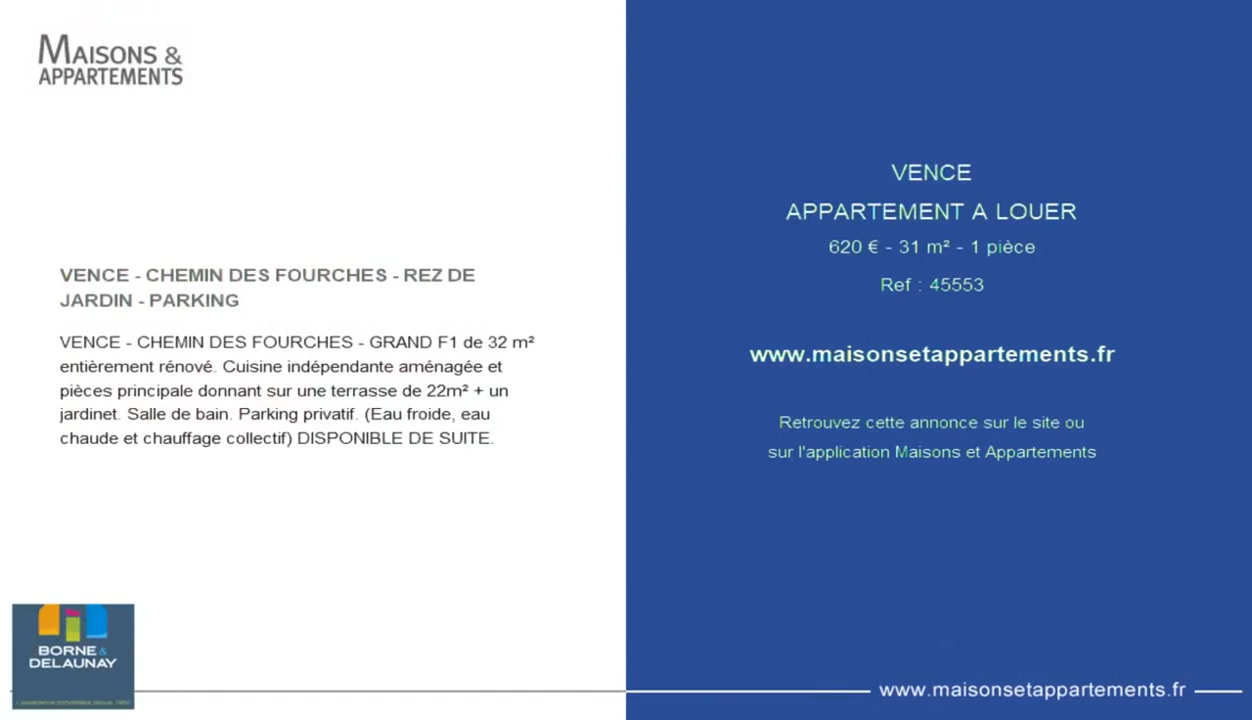 MAISONS &
APPARTEMENTS
VENCE - CHEMIN DES FOURCHES - REZ DE
JARDIN - PARKING
VENCE - CHEMIN DES FOURCHES - GRAND F1 de 32 m²
entièrement rénové. Cuisine indépendante aménagée et
pièces principale donnant sur une terrasse de 22m² + un
jardinet. Salle de bain. Parking privatif. (Eau froide, eau
chaude et chauffage collectif) DISPONIBLE DE SUITE.
BORNE &
DELAUNAY
VENCE
APPARTEMENT A LOUER
620 € - 31 m² - 1 pièce
Ref : 45553
www.maisonsetappartements.fr
Retrouvez cette annonce sur le site ou
sur l'application Maisons et Appartements
www.maisonsetappartements.fr